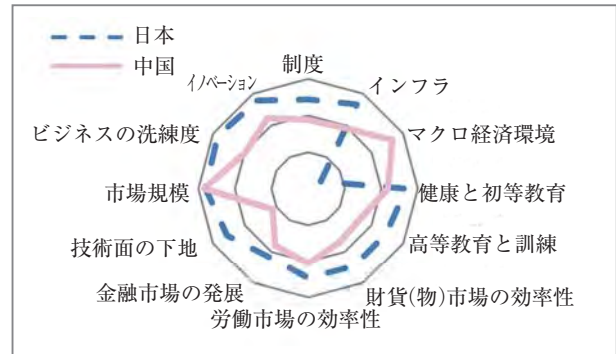 日本
中国
制度
イノベーション
インフラ
ビジネスの洗練度
マクロ経済環境
市場規模
健康と初等教育
技術面の下地
高等教育と訓練
金融市場の発展
財貨(物)市場の効率性
労働市場の効率性